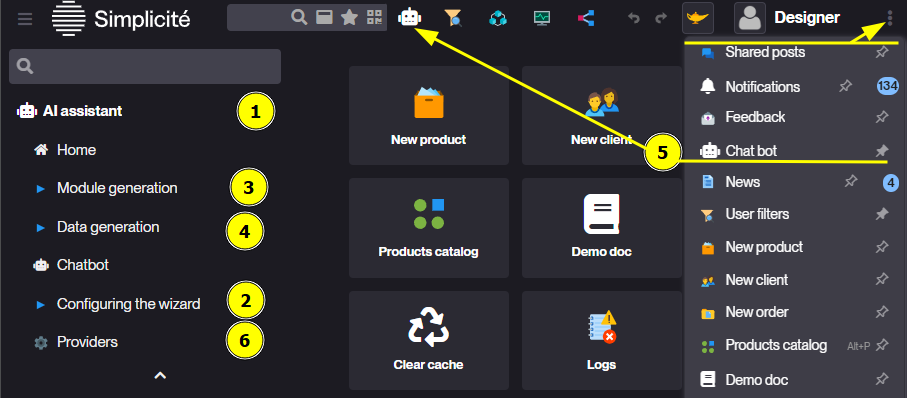 Simplicité
Designer
AI assistant
1
Home
Module generation
3
Data generation
4
Chatbot
Configuring the wizard
2
Providers
6
New product
New client
5
Products catalog
Demo doc
Clear cache
Logs
Shared posts
Notifications
134
Feedback
Chat bot
News
4
User filters
New product
New client
New order
Products catalog Alt+P
Demo doc